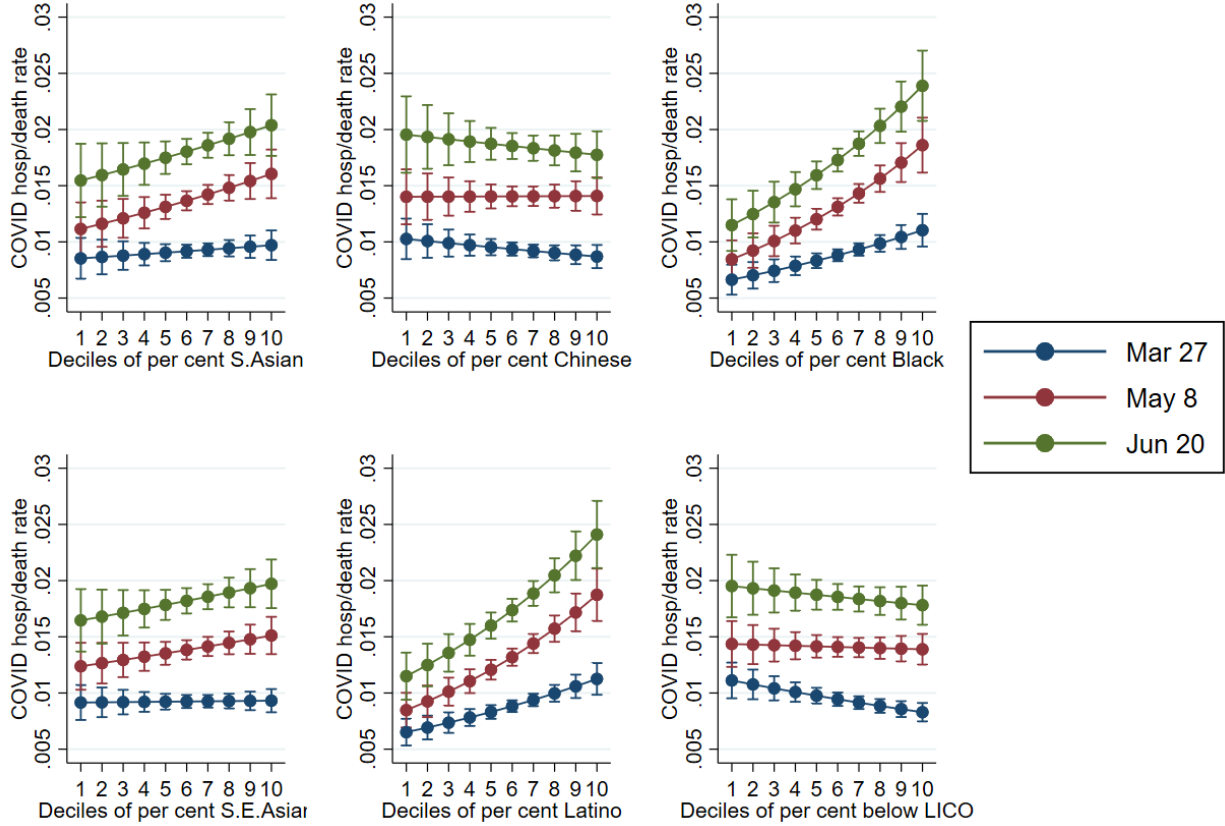 COVID hosp/death rate
.005 .01 .015 .02 .025 .03
1 2 3 4 5 6 7 8 9 10
Deciles of per cent S.Asian
COVID hosp/death rate
.005 .01 .015 .02 .025 .03
1 2 3 4 5 6 7 8 9 10
Deciles of per cent Chinese
COVID hosp/death rate
.005 .01 .015 .02 .025 .03
1 2 3 4 5 6 7 8 9 10
Deciles of per cent Black
Mar 27
May 8
Jun 20
COVID hosp/death rate
.005 .01 .015 .02 .025 .03
1 2 3 4 5 6 7 8 9 10
Deciles of per cent S.E.Asian
COVID hosp/death rate
.005 .01 .015 .02 .025 .03
1 2 3 4 5 6 7 8 9 10
Deciles of per cent Latino
COVID hosp/death rate
.005 .01 .015 .02 .025 .03
1 2 3 4 5 6 7 8 9 10
Deciles of per cent below LICO